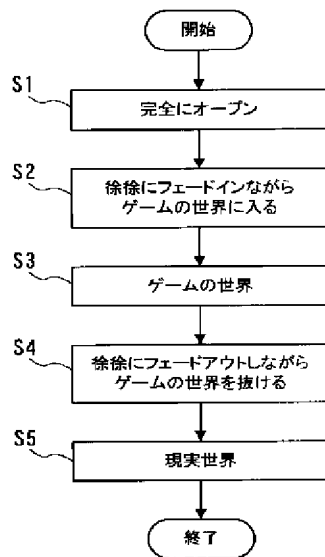 開始
S1
完全にオープン
S2
徐徐にフェードインながら
ゲームの世界に入る
S3
ゲームの世界
S4
徐徐にフェードアウトしながら
ゲームの世界を抜ける
S5
現実世界
終了